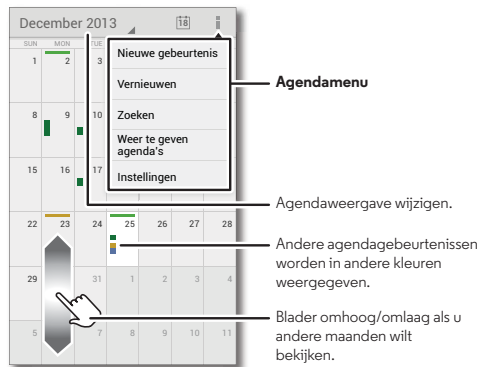 December 2013
18
SUN MON TUE
1 2 3
Nieuwe gebeurtenis
Vernieuwen
Zoeken
Weer te geven
agenda's
Instellingen
Agendamenu
8 9 10
15 16 17
Agendaweergave wijzigen.
22 23 24 25 26 27 28
Andere agendagebeurtenissen
worden in andere kleuren
weergegeven.
29 31 1 2 3 4
Blader omhoog/omlaag als u
andere maanden wilt
bekijken.
5 7 8 9 10 11